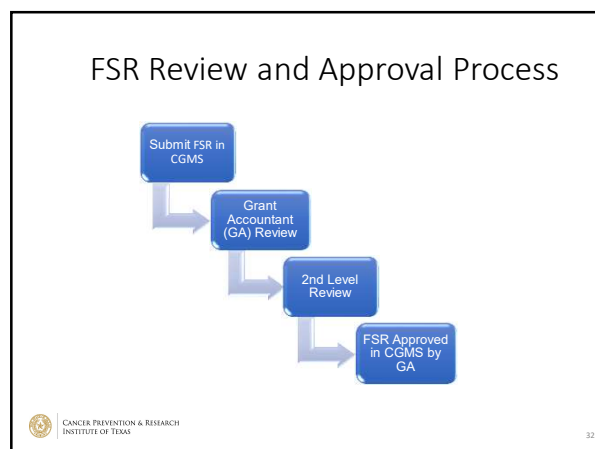 FSR Review and Approval Process
Submit FSR in
CGMS
Grant
Accountant
(GA) Review
2nd Level
Review
FSR Approved
in CGMS by
GA
CANCER PREVENTION & RESEARCH
INSTITUTE OF TEXAS
32